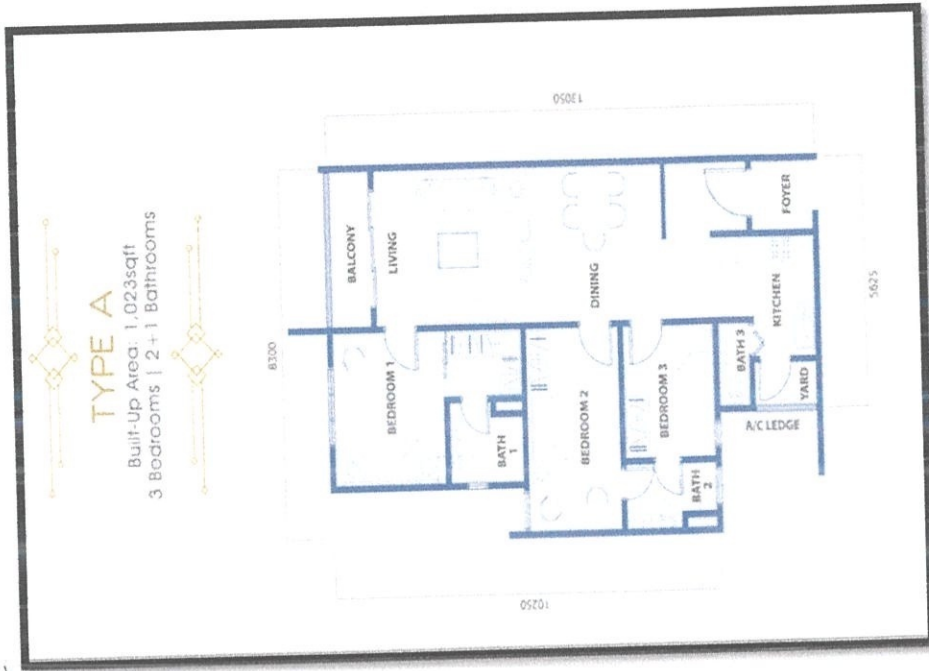 TYPE A
Built-Up Area: 1,023sqft
3 Bedrooms | 2+1 Bathrooms
8300
13050
10250
5625
BALCONY
LIVING
DINING
FOYER
KITCHEN
BEDROOM 1
BATH
1
BEDROOM 2
BEDROOM 3
BATH
2
BATH 3
YARD
A/C LEDGE